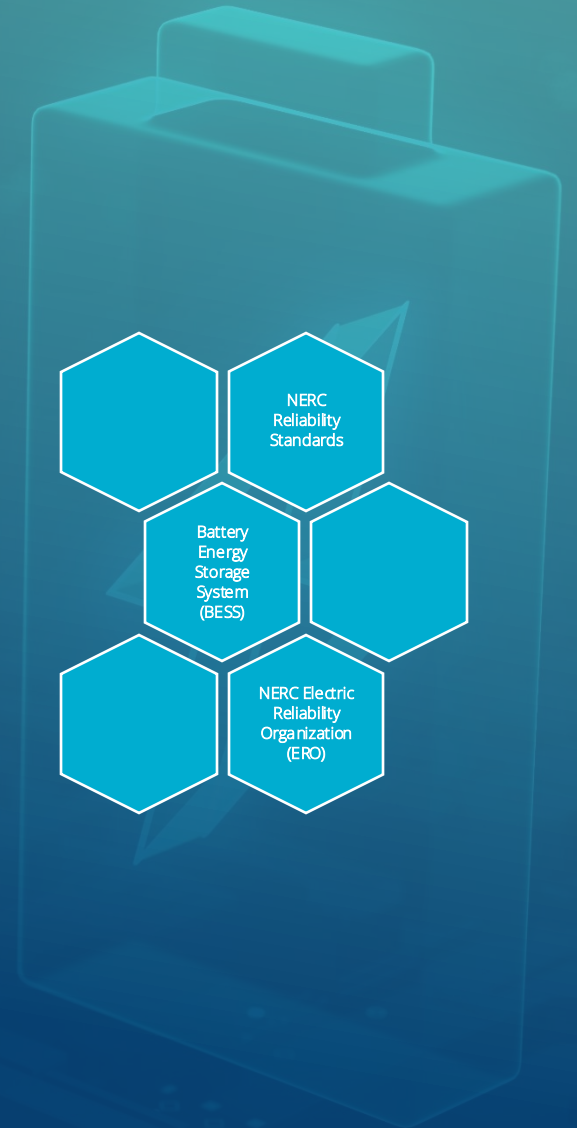 NERC
Reliability
Standards
Battery
Energy
Storage
System
(BESS)
NERC Electric
Reliability
Organization
(ERO)